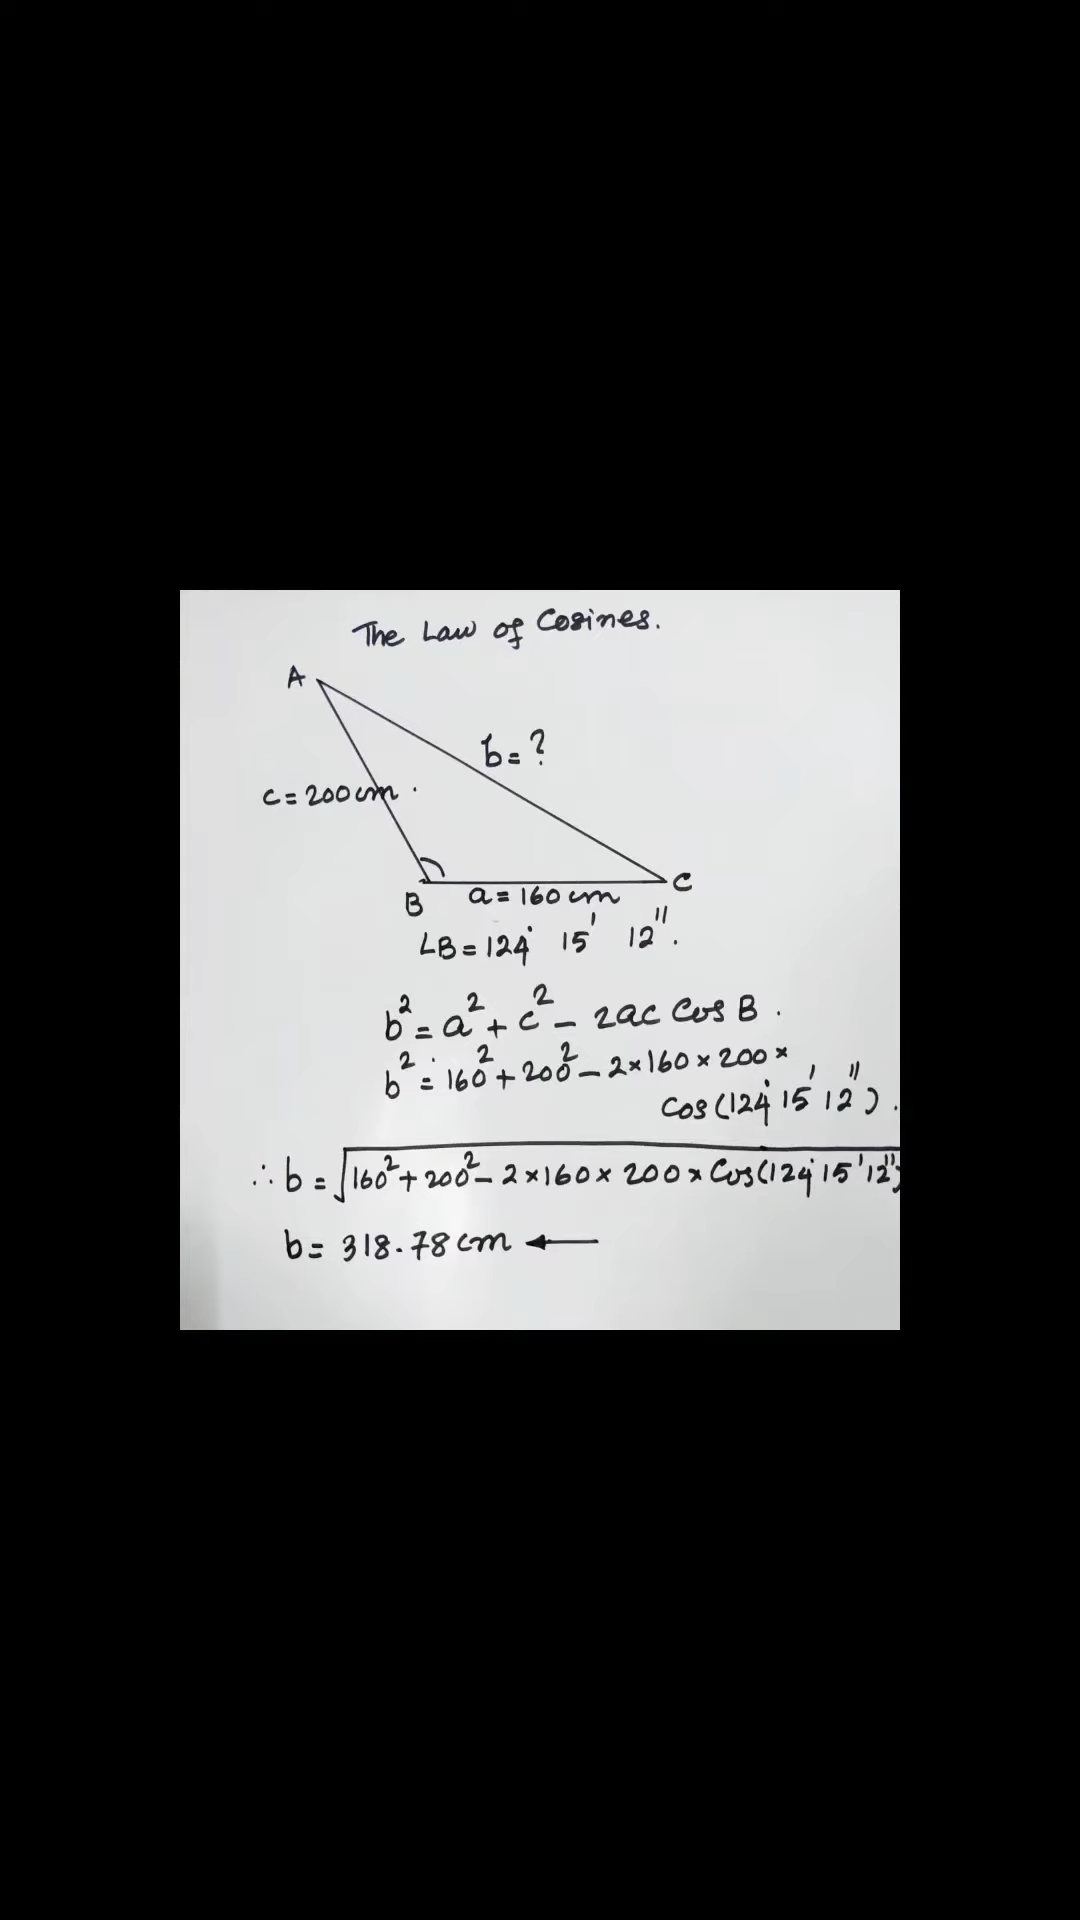 The Law of Cosines.
A
b = ?
c = 200 cm .
B
a = 160 cm
C
∠B = 124° 15' 12".
b² = a² + c² - 2ac Cos B .
b² = 160² + 200² - 2 × 160 × 200 ×
Cos (124° 15' 12") .
∴ b = √160² + 200² - 2 × 160 × 200 × Cos(124° 15' 12")
b = 318.78 cm ←